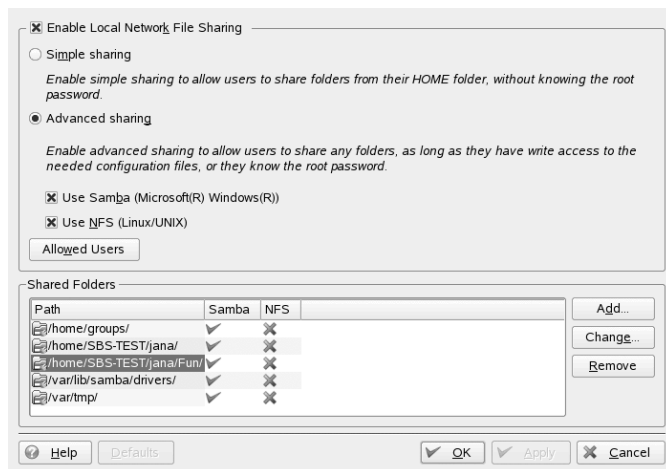 Enable Local Network File Sharing
Simple sharing
Enable simple sharing to allow users to share folders from their HOME folder, without knowing the root
password.
Advanced sharing
Enable advanced sharing to allow users to share any folders, as long as they have write access to the
needed configuration files, or they know the root password.
Use Samba (Microsoft(R) Windows(R))
Use NFS (Linux/UNIX)
Allowed Users
Shared Folders
Path Samba NFS
/home/groups/
/home/SBS-TEST/jana/
/home/SBS-TEST/jana/Fun/
/var/lib/samba/drivers/
/var/tmp/
Add...
Change...
Remove
Help Defaults OK Apply Cancel